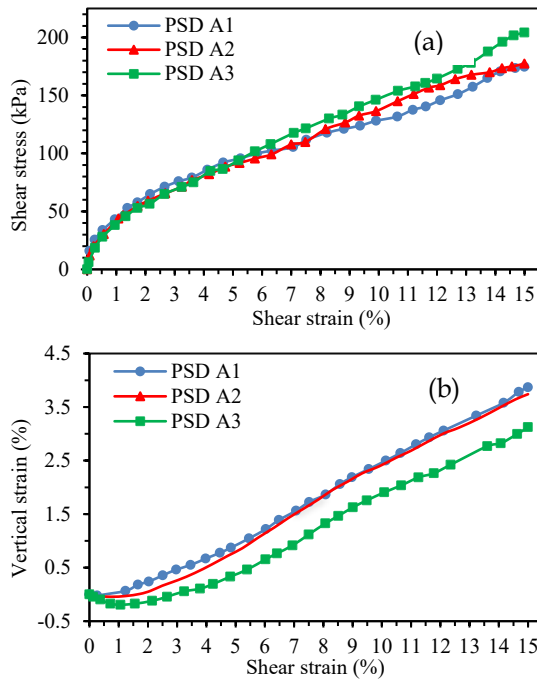 PSD A1
PSD A2
PSD A3
(a)
Shear stress (kPa)
200
150
100
50
0
0 1 2 3 4 5 6 7 8 9 10 11 12 13 14 15
Shear strain (%)
PSD A1
PSD A2
PSD A3
(b)
Vertical strain (%)
4.5
3.5
2.5
1.5
0.5
-0.5
0 1 2 3 4 5 6 7 8 9 10 11 12 13 14 15
Shear strain (%)